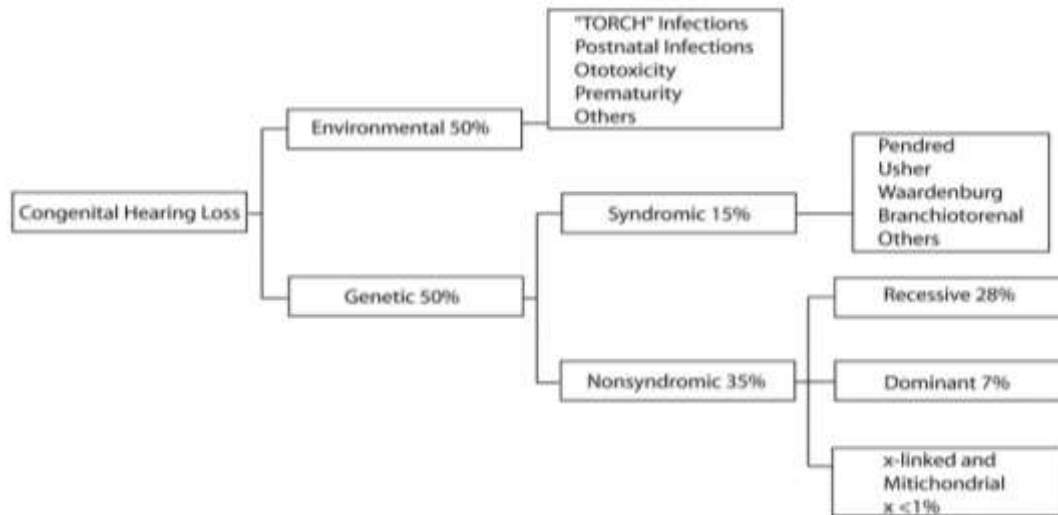 "TORCH" Infections
Postnatal Infections
Ototoxicity
Prematurity
Others
Environmental 50%
Pendred
Usher
Waardenburg
Branchiotorenal
Others
Congenital Hearing Loss
Syndromic 15%
Genetic 50%
Recessive 28%
Nonsyndromic 35%
Dominant 7%
x-linked and
Mitichondrial
x <1%